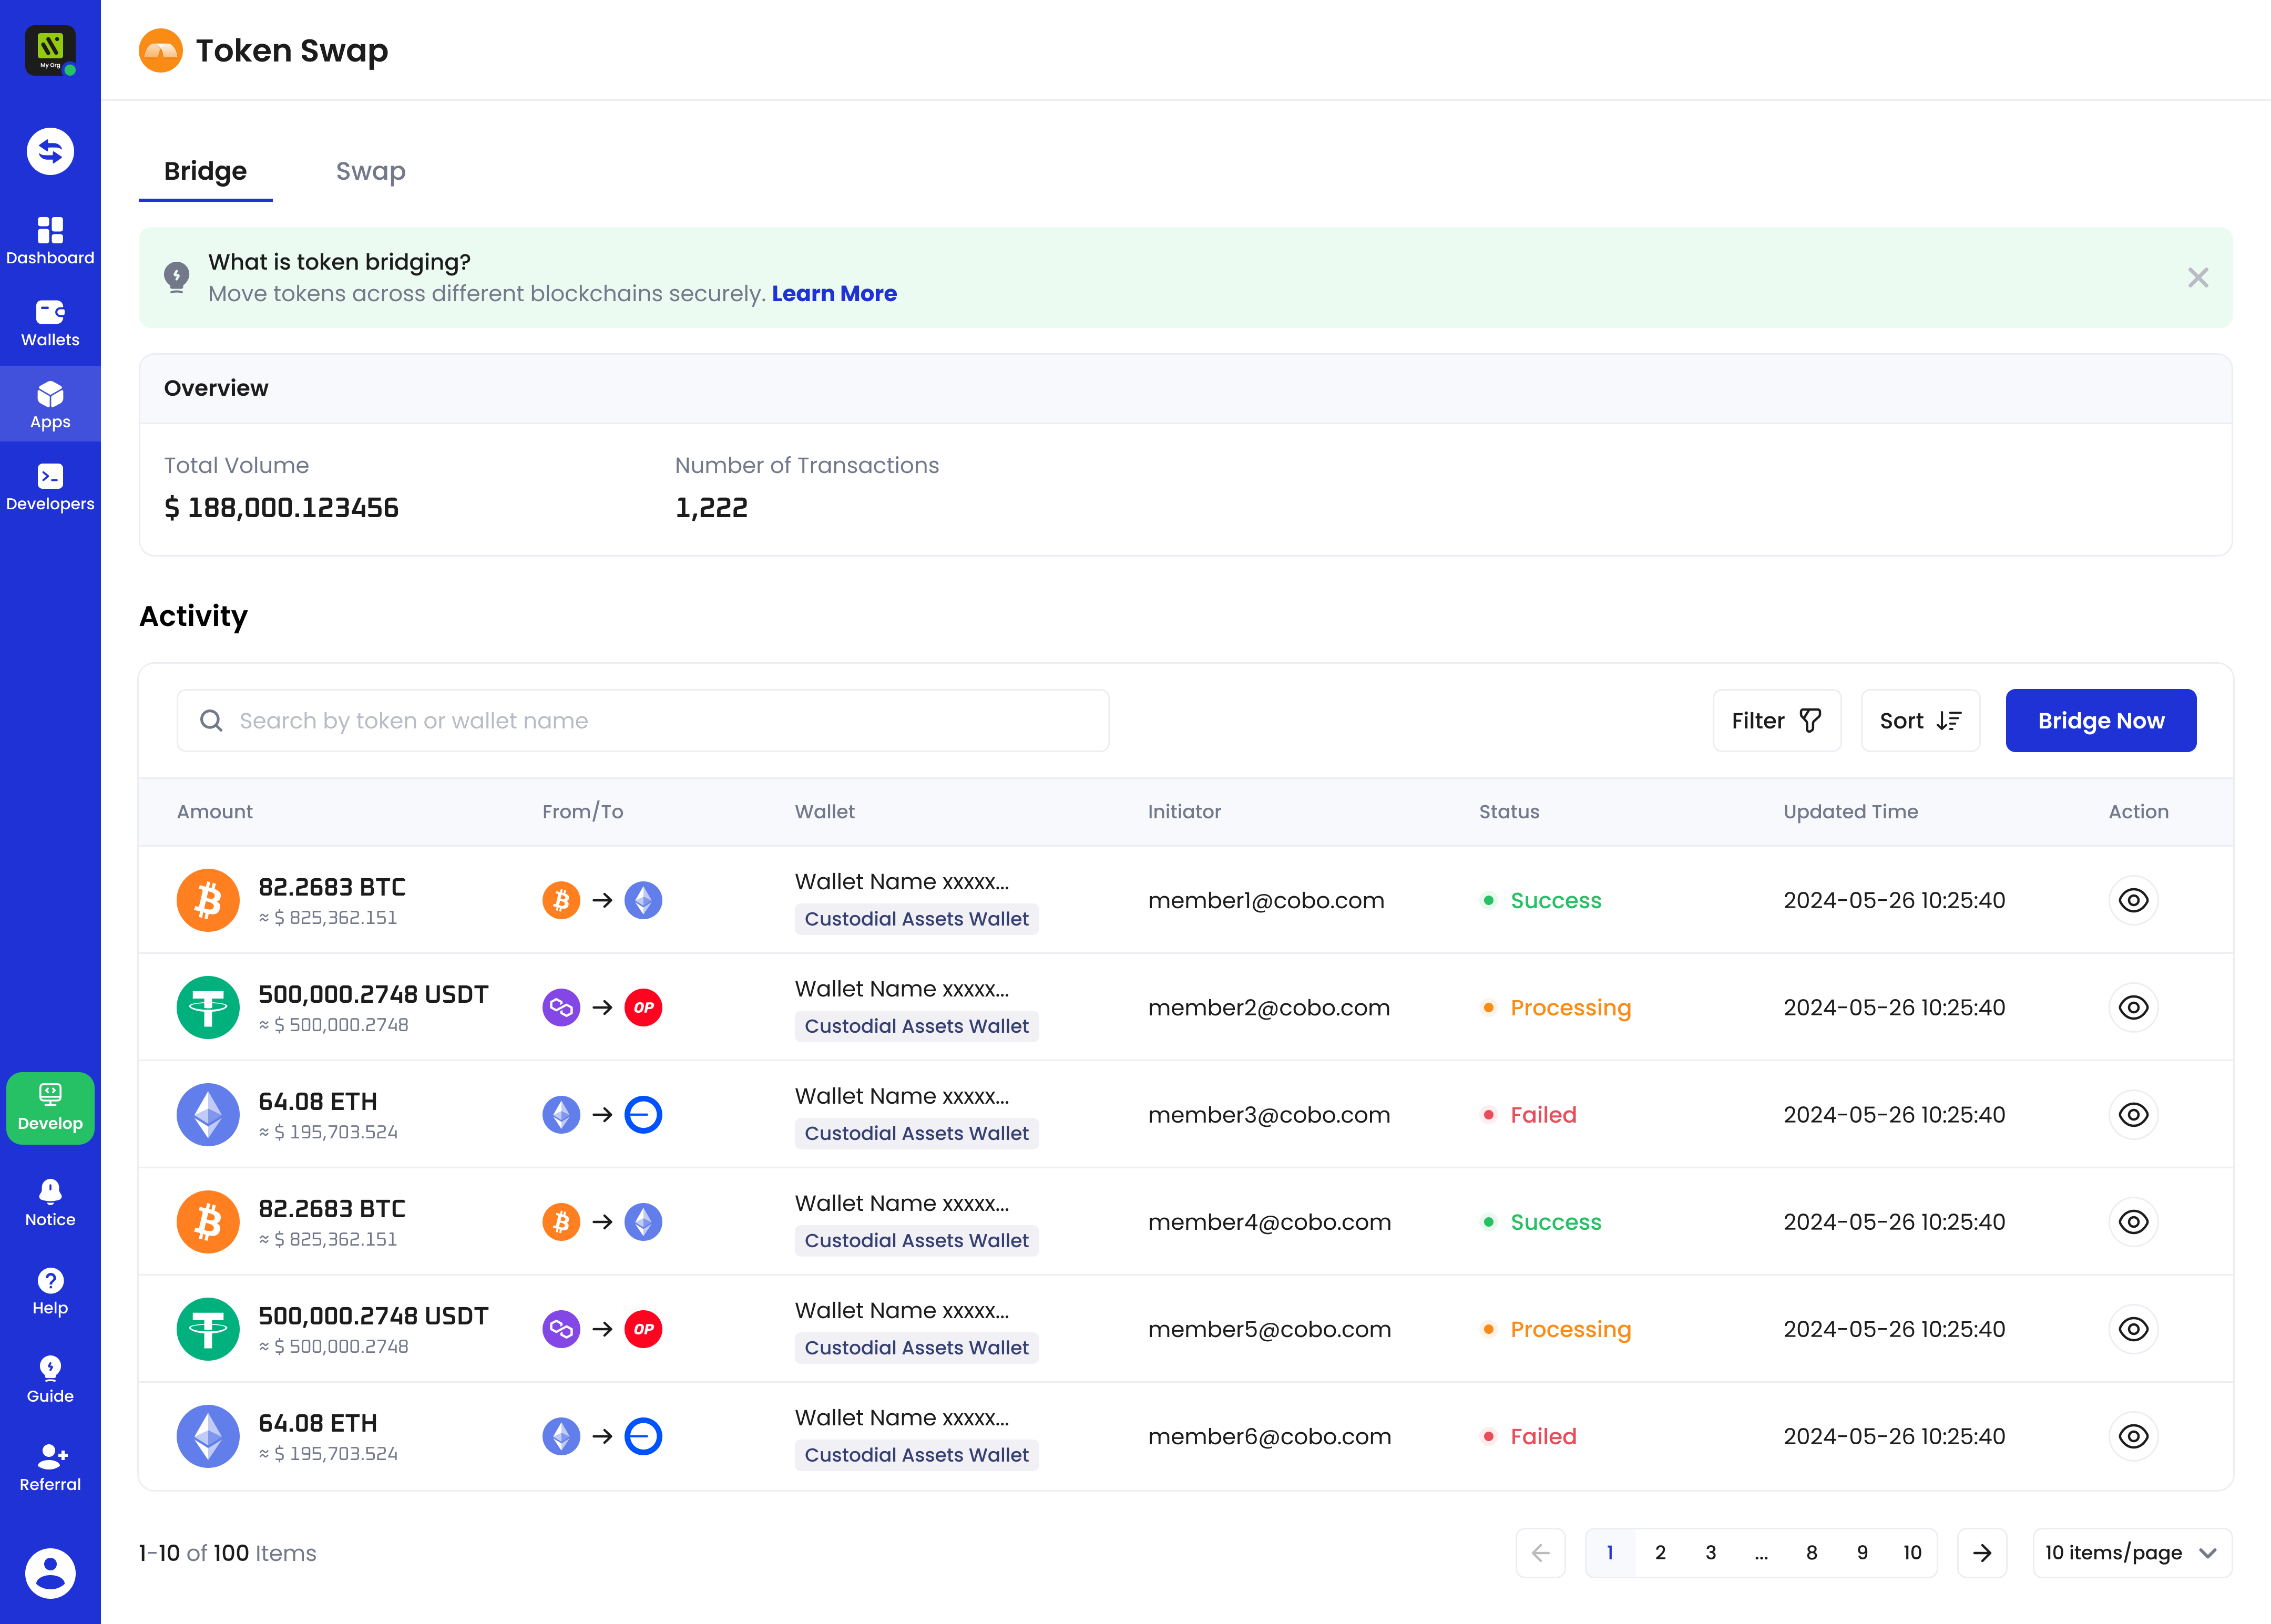 My Org
Token Swap
Dashboard
Wallets
Apps
Developers
Develop
Notice
Help
Guide
Referral
Bridge Swap
What is token bridging?
Move tokens across different blockchains securely. Learn More
Overview
Total Volume Number of Transactions
$ 188,000.123456 1,222
Activity
Search by token or wallet name Filter Sort Bridge Now
Amount From/To Wallet Initiator Status Updated Time Action
82.2683 BTC
≈ $ 825,362.151
Wallet Name xxxxx...
Custodial Assets Wallet
member1@cobo.com Success 2024-05-26 10:25:40
500,000.2748 USDT
≈ $ 500,000.2748
OP
Wallet Name xxxxx...
Custodial Assets Wallet
member2@cobo.com Processing 2024-05-26 10:25:40
64.08 ETH
≈ $ 195,703.524
Wallet Name xxxxx...
Custodial Assets Wallet
member3@cobo.com Failed 2024-05-26 10:25:40
82.2683 BTC
≈ $ 825,362.151
Wallet Name xxxxx...
Custodial Assets Wallet
member4@cobo.com Success 2024-05-26 10:25:40
500,000.2748 USDT
≈ $ 500,000.2748
OP
Wallet Name xxxxx...
Custodial Assets Wallet
member5@cobo.com Processing 2024-05-26 10:25:40
64.08 ETH
≈ $ 195,703.524
Wallet Name xxxxx...
Custodial Assets Wallet
member6@cobo.com Failed 2024-05-26 10:25:40
1-10 of 100 Items 1 2 3 ... 8 9 10 10 items/page